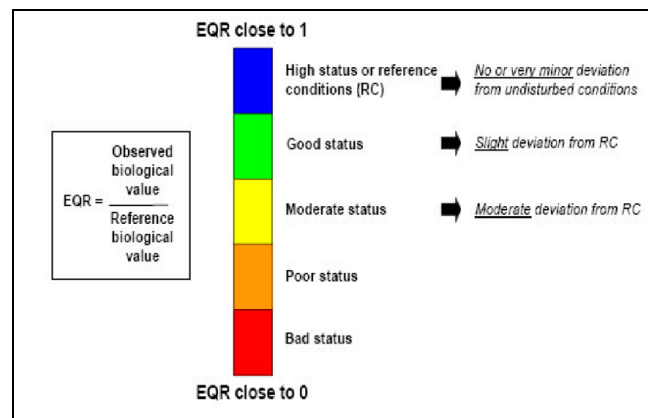 EQR close to 1
High status or reference
conditions (RC)
No or very minor deviation
from undisturbed conditions
Good status
Slight deviation from RC
Observed
biological
value
EQR =
Reference
biological
value
Moderate status
Moderate deviation from RC
Poor status
Bad status
EQR close to 0